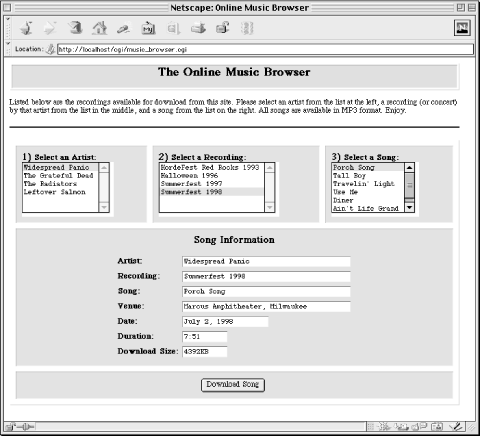 Netscape: Online Music Browser
Location: http://localhost/cgi/music_browser.cgi
The Online Music Browser
Listed below are the recordings available for download from this site. Please select an artist from the list at the left, a recording (or concert)
by that artist from the list in the middle, and a song from the list on the right. All songs are available in MP3 format. Enjoy.
1) Select an Artist:
Widespread Panic
The Grateful Dead
The Radiators
Leftover Salmon
2) Select a Recording:
HordeFest Red Rocks 1993
Halloween 1996
Summerfest 1997
Summerfest 1998
3) Select a Song:
Porch Song
Tall Boy
Travelin' Light
Use Me
Diner
Ain't Life Grand
Song Information
Artist: Widespread Panic
Recording: Summerfest 1998
Song: Porch Song
Venue: Marcus Amphitheater, Milwaukee
Date: July 2, 1998
Duration: 7:51
Download Size: 4392KB
Download Song